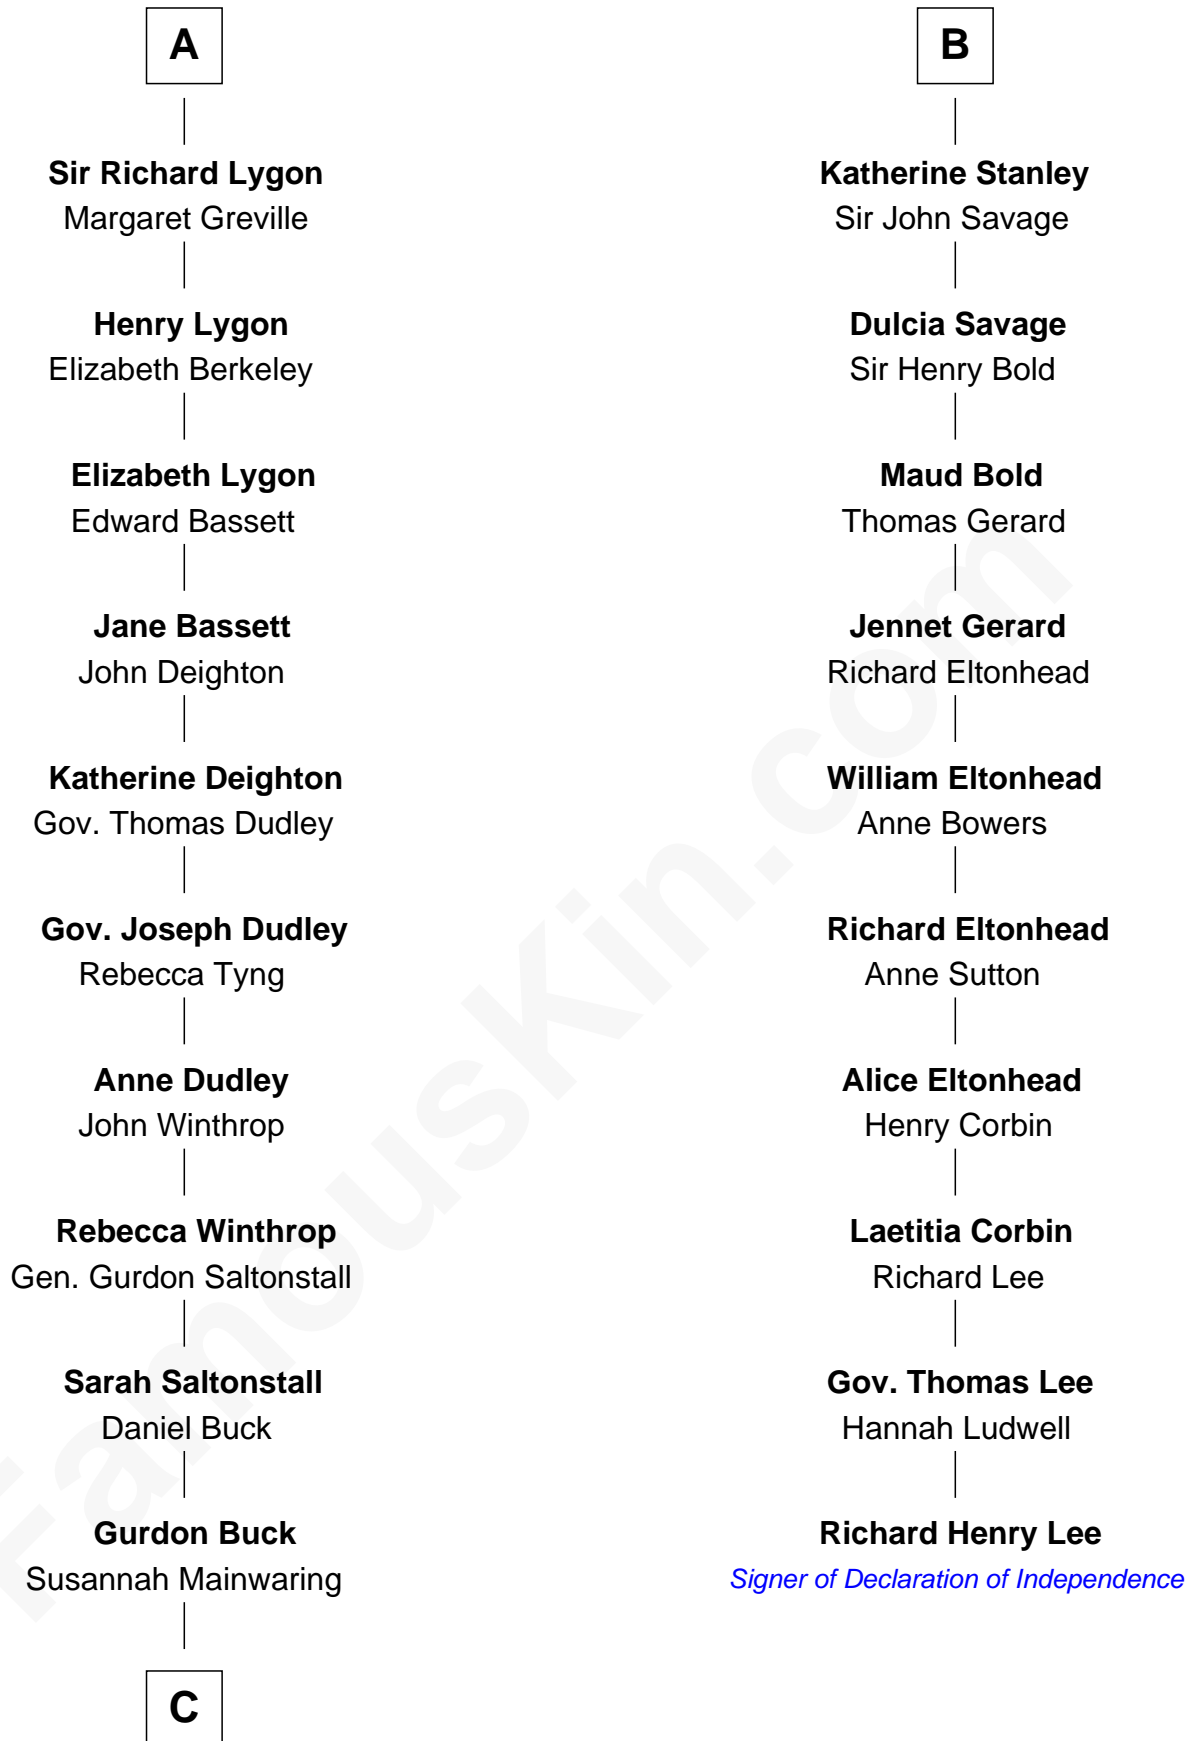 A
Sir Richard Lygon
Margaret Greville
Henry Lygon
Elizabeth Berkeley
Elizabeth Lygon
Edward Bassett
Jane Bassett
John Deighton
Katherine Deighton
Gov. Thomas Dudley
Gov. Joseph Dudley
Rebecca Tyng
Anne Dudley
John Winthrop
Rebecca Winthrop
Gen. Gurdon Saltonstall
Sarah Saltonstall
Daniel Buck
Gurdon Buck
Susannah Mainwaring
C
B
Katherine Stanley
Sir John Savage
Dulcia Savage
Sir Henry Bold
Maud Bold
Thomas Gerard
Jennet Gerard
Richard Eltonhead
William Eltonhead
Anne Bowers
Richard Eltonhead
Anne Sutton
Alice Eltonhead
Henry Corbin
Laetitia Corbin
Richard Lee
Gov. Thomas Lee
Hannah Ludwell
Richard Henry Lee
Signer of Declaration of Independence
FamousKin.com